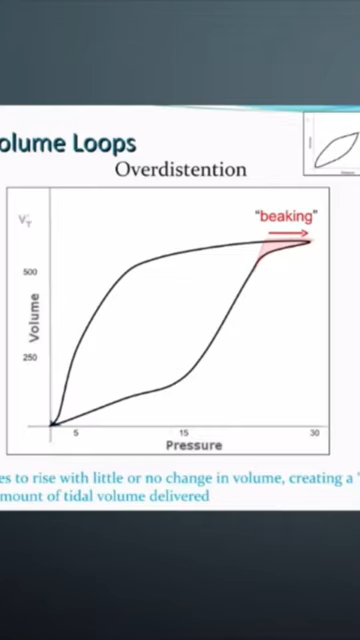 olume Loops
Overdistention
"beaking"
V_T
500
Volume
250
5
15
30
Pressure
es to rise with little or no change in volume, creating a "
mount of tidal volume delivered